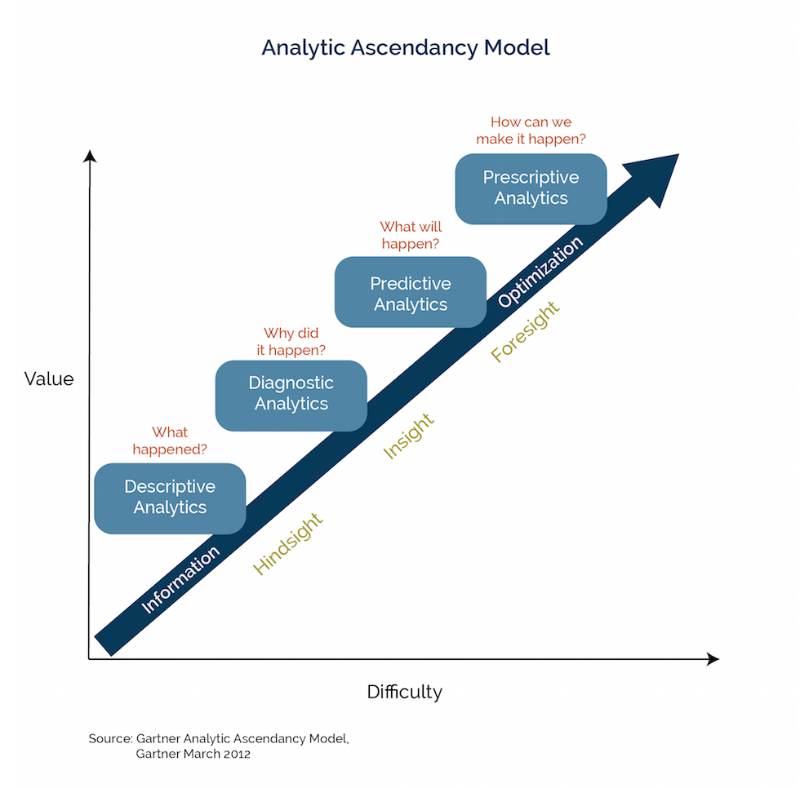 Analytic Ascendancy Model
How can we
make it happen?
Prescriptive
Analytics
What will
happen?
Predictive
Analytics
Optimization
Foresight
Why did
it happen?
Diagnostic
Analytics
Value
Insight
What
happened?
Descriptive
Analytics
Hindsight
Information
Difficulty
Source: Gartner Analytic Ascendancy Model,
Gartner March 2012